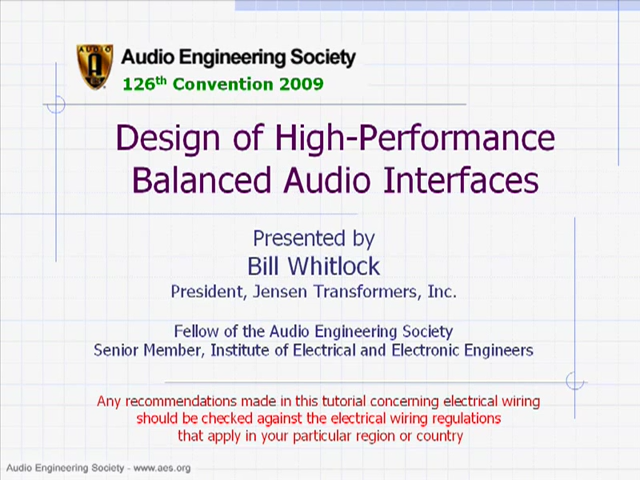 AUDIO
A
Audio Engineering Society
126th Convention 2009
Design of High-Performance
Balanced Audio Interfaces
Presented by
Bill Whitlock
President, Jensen Transformers, Inc.
Fellow of the Audio Engineering Society
Senior Member, Institute of Electrical and Electronic Engineers
Any recommendations made in this tutorial concerning electrical wiring
should be checked against the electrical wiring regulations
that apply in your particular region or country
Audio Engineering Society - www.aes.org